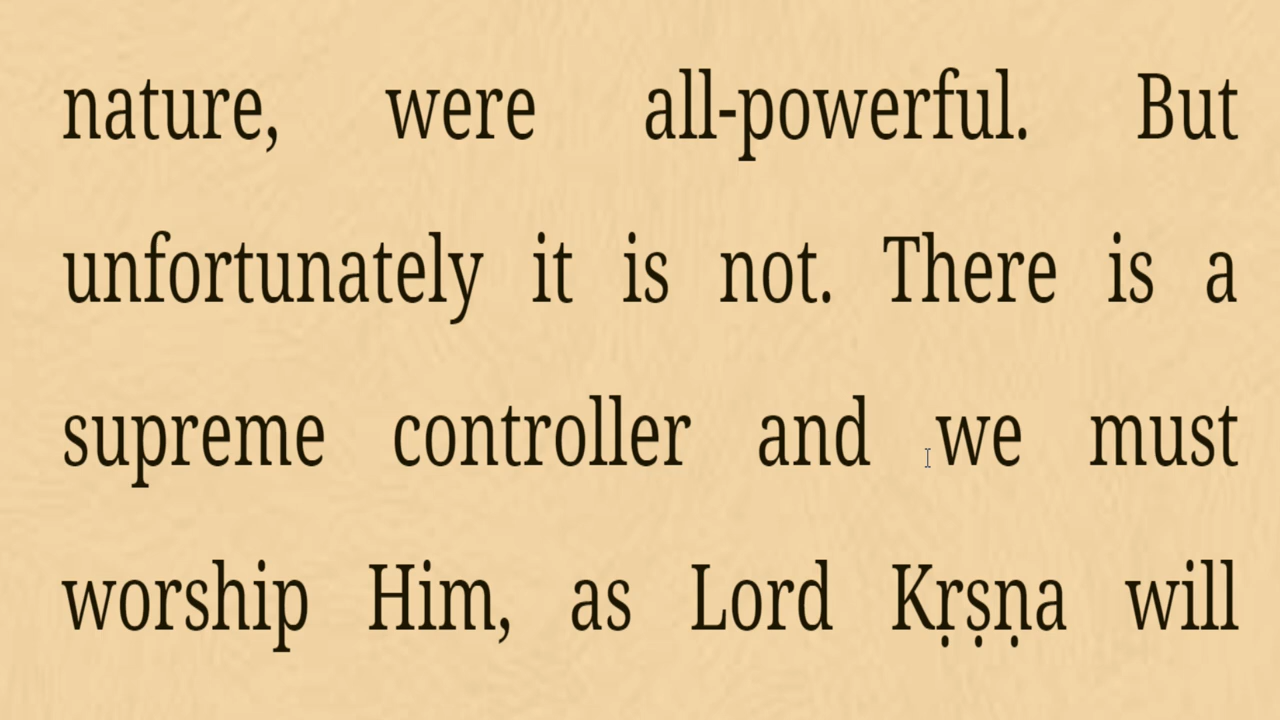 nature, were all-powerful. But
unfortunately it is not. There is a
supreme controller and we must
worship Him, as Lord Kṛṣṇa will